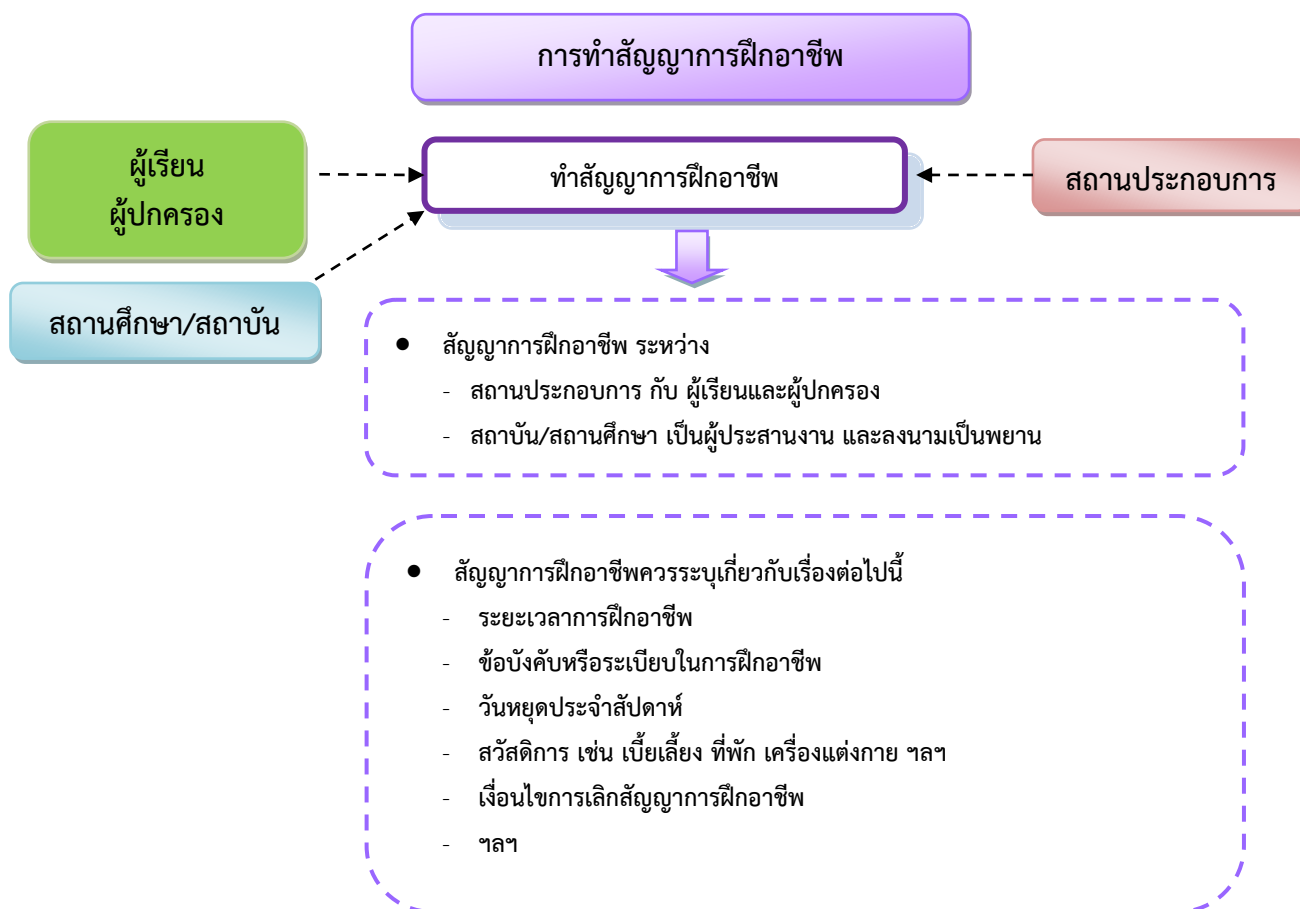 การทำสัญญาการฝึกอาชีพ
ผู้เรียน
ผู้ปกครอง
ทำสัญญาการฝึกอาชีพ
สถานประกอบการ
สถานศึกษา/สถาบัน
● สัญญาการฝึกอาชีพ ระหว่าง
- สถานประกอบการ กับ ผู้เรียนและผู้ปกครอง
- สถาบัน/สถานศึกษา เป็นผู้ประสานงาน และลงนามเป็นพยาน
● สัญญาการฝึกอาชีพควรระบุเกี่ยวกับเรื่องต่อไปนี้
- ระยะเวลาการฝึกอาชีพ
- ข้อบังคับหรือระเบียบในการฝึกอาชีพ
- วันหยุดประจำสัปดาห์
- สวัสดิการ เช่น เบี้ยเลี้ยง ที่พัก เครื่องแต่งกาย ฯลฯ
- เงื่อนไขการเลิกสัญญาการฝึกอาชีพ
- ฯลฯ